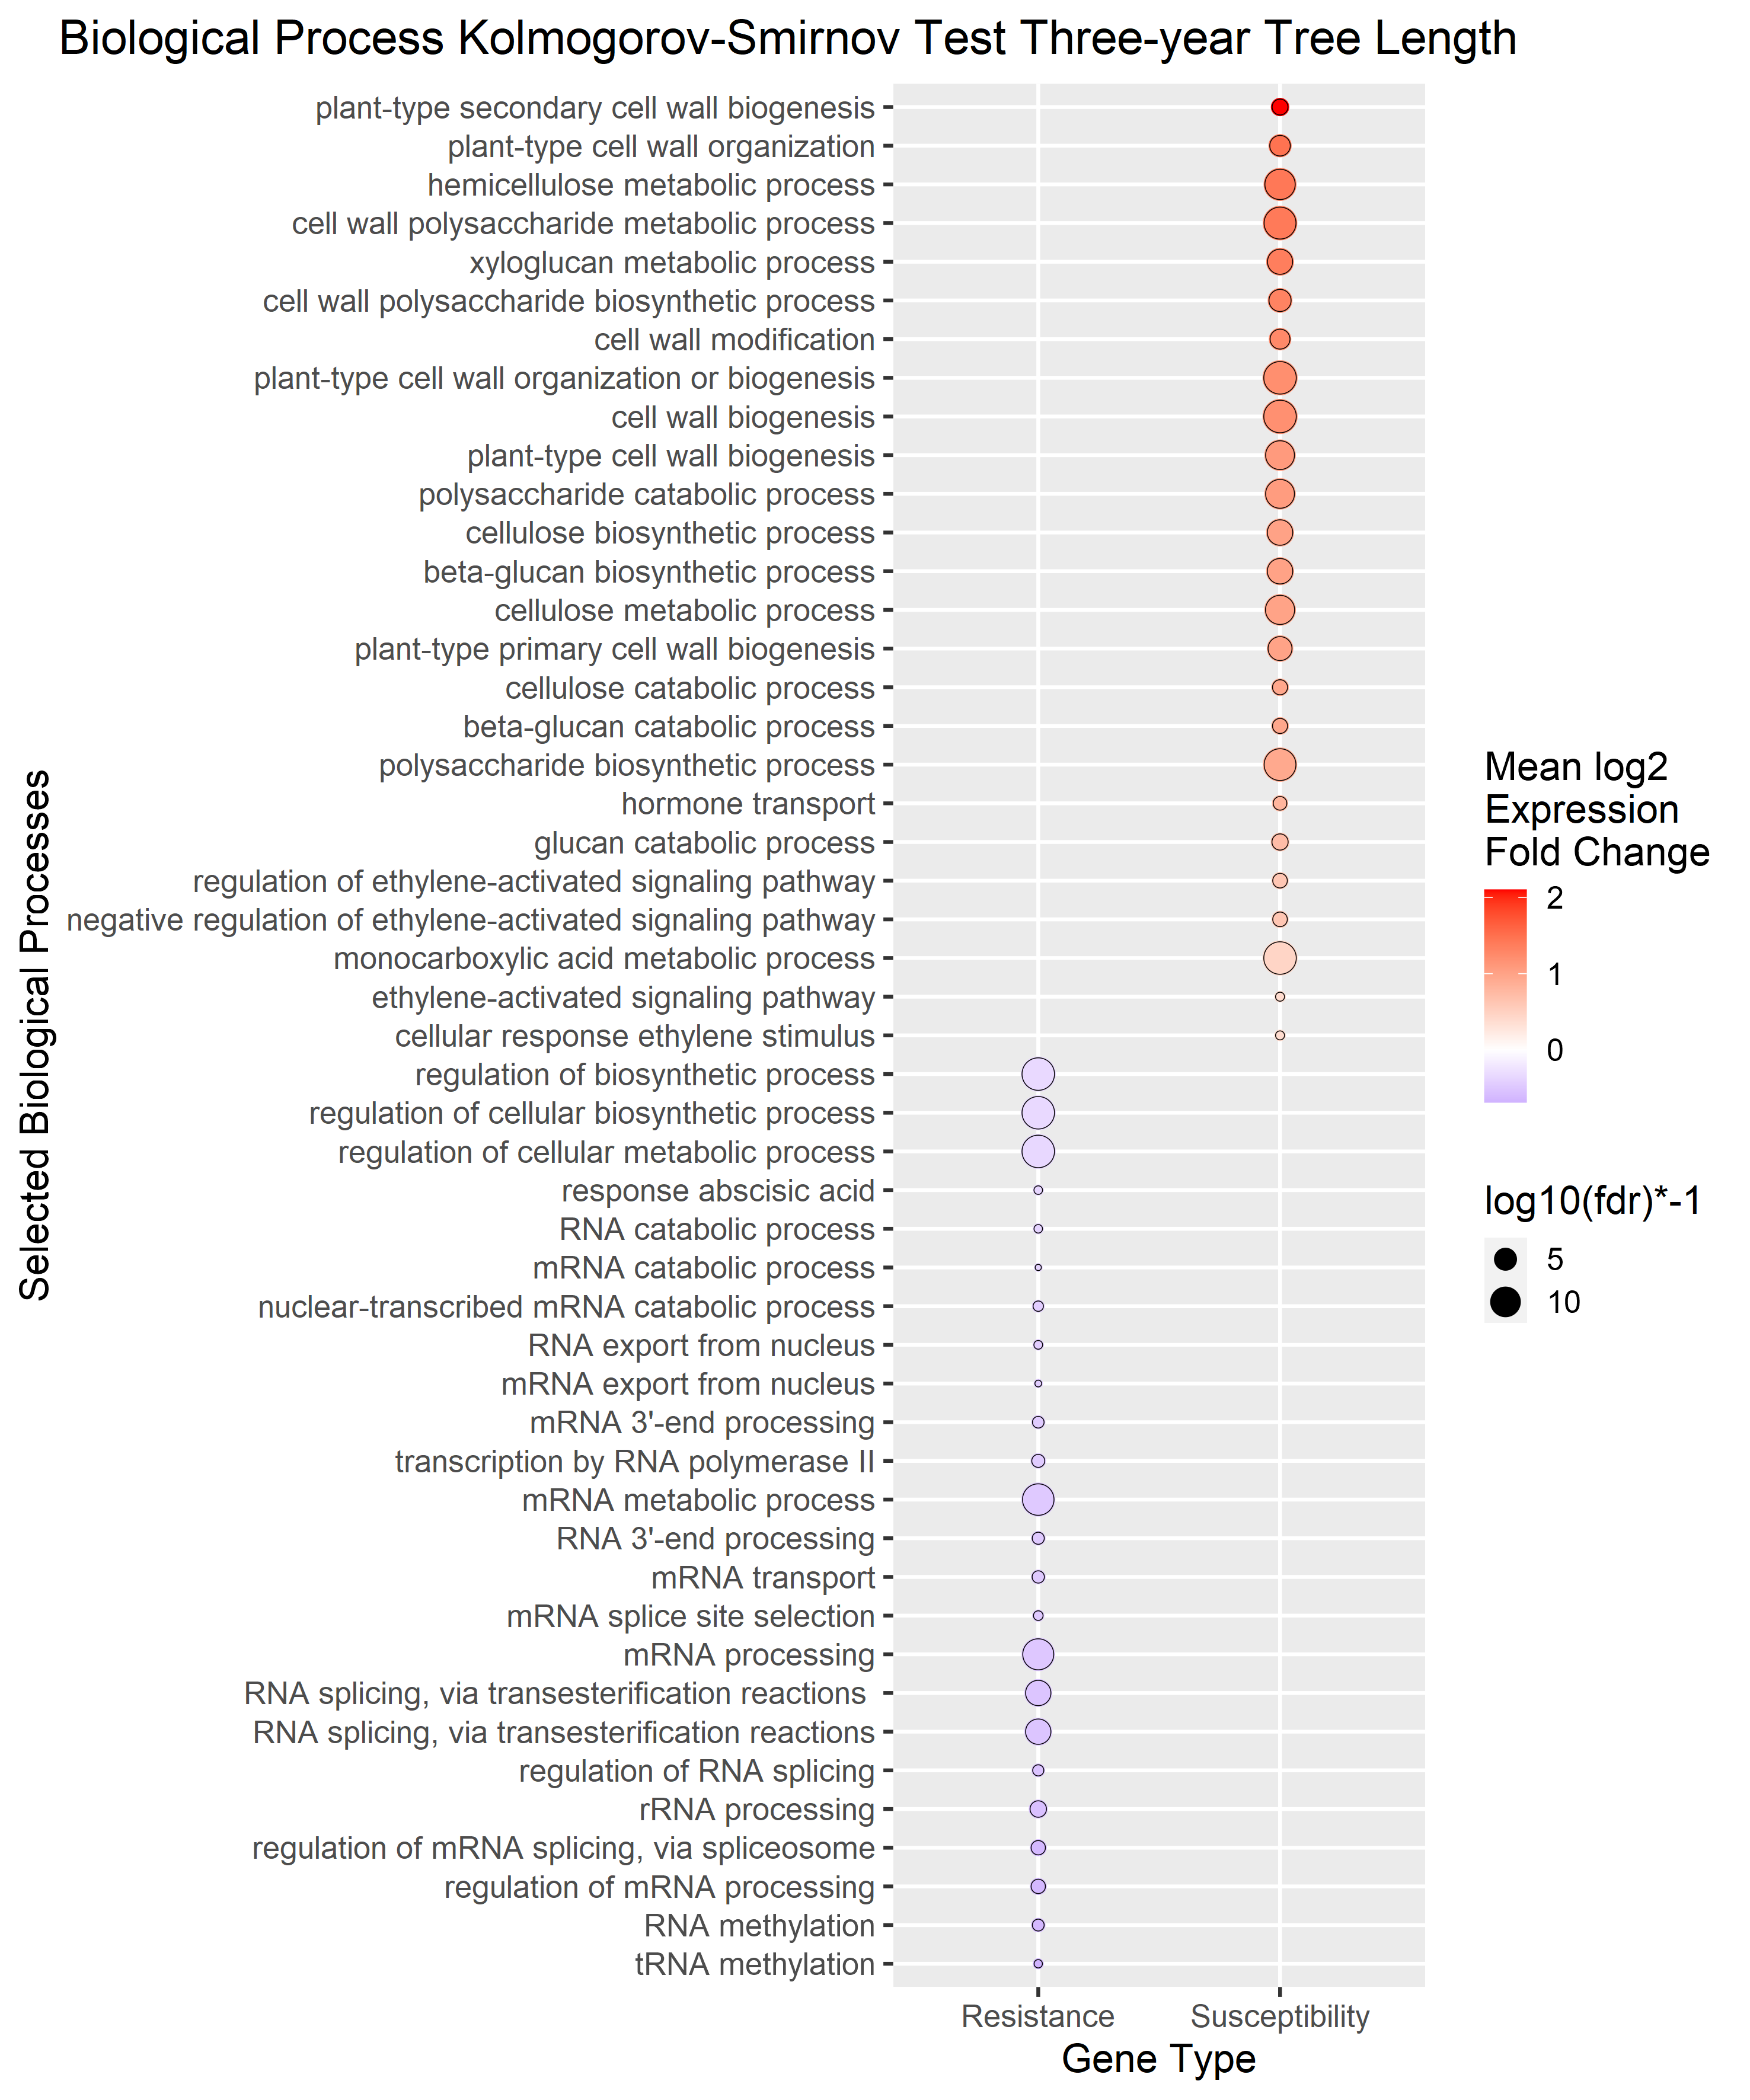 Biological Process Kolmogorov-Smirnov Test Three-year Tree Length
Selected Biological Processes
plant-type secondary cell wall biogenesis
plant-type cell wall organization
hemicellulose metabolic process
cell wall polysaccharide metabolic process
xyloglucan metabolic process
cell wall polysaccharide biosynthetic process
cell wall modification
plant-type cell wall organization or biogenesis
cell wall biogenesis
plant-type cell wall biogenesis
polysaccharide catabolic process
cellulose biosynthetic process
beta-glucan biosynthetic process
cellulose metabolic process
plant-type primary cell wall biogenesis
cellulose catabolic process
beta-glucan catabolic process
polysaccharide biosynthetic process
hormone transport
glucan catabolic process
regulation of ethylene-activated signaling pathway
negative regulation of ethylene-activated signaling pathway
monocarboxylic acid metabolic process
ethylene-activated signaling pathway
cellular response ethylene stimulus
regulation of biosynthetic process
regulation of cellular biosynthetic process
regulation of cellular metabolic process
response abscisic acid
RNA catabolic process
mRNA catabolic process
nuclear-transcribed mRNA catabolic process
RNA export from nucleus
mRNA export from nucleus
mRNA 3'-end processing
transcription by RNA polymerase II
mRNA metabolic process
RNA 3'-end processing
mRNA transport
mRNA splice site selection
mRNA processing
RNA splicing, via transesterification reactions
RNA splicing, via transesterification reactions
regulation of RNA splicing
rRNA processing
regulation of mRNA splicing, via spliceosome
regulation of mRNA processing
RNA methylation
tRNA methylation
Resistance
Susceptibility
Gene Type
Mean log2
Expression
Fold Change
2
1
0
log10(fdr)*-1
5
10